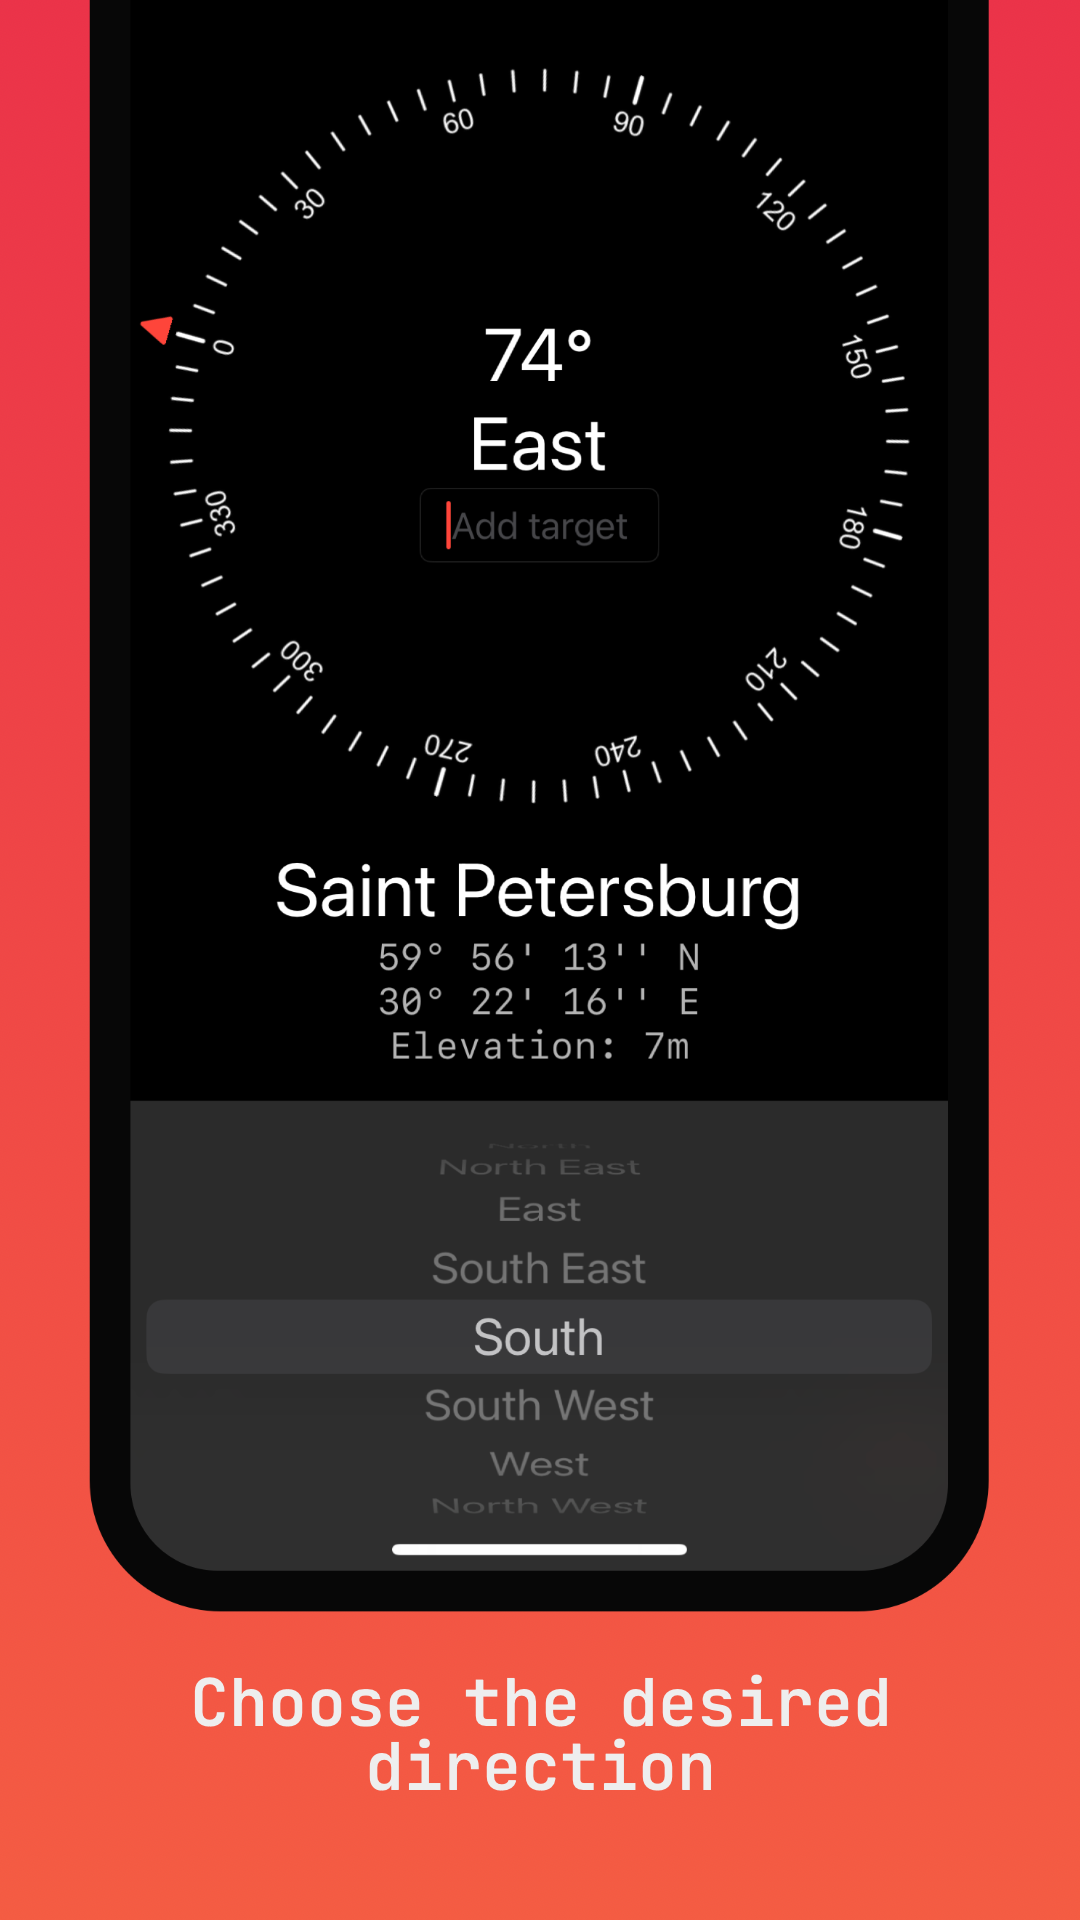 60
90
30
120
0
150
74°
East
Add target
330
180
300
210
270
240
Saint Petersburg
59° 56' 13'' N
30° 22' 16'' E
Elevation: 7m
North
North East
East
South East
South
South West
West
North West
Choose the desired
direction